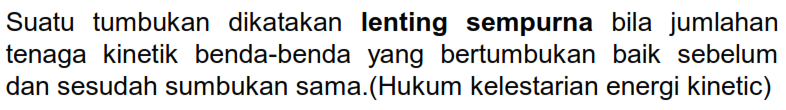 Suatu tumbukan dikatakan lenting sempurna bila jumlahan
tenaga kinetik benda-benda yang bertumbukan baik sebelum
dan sesudah sumbukan sama.(Hukum kelestarian energi kinetic)